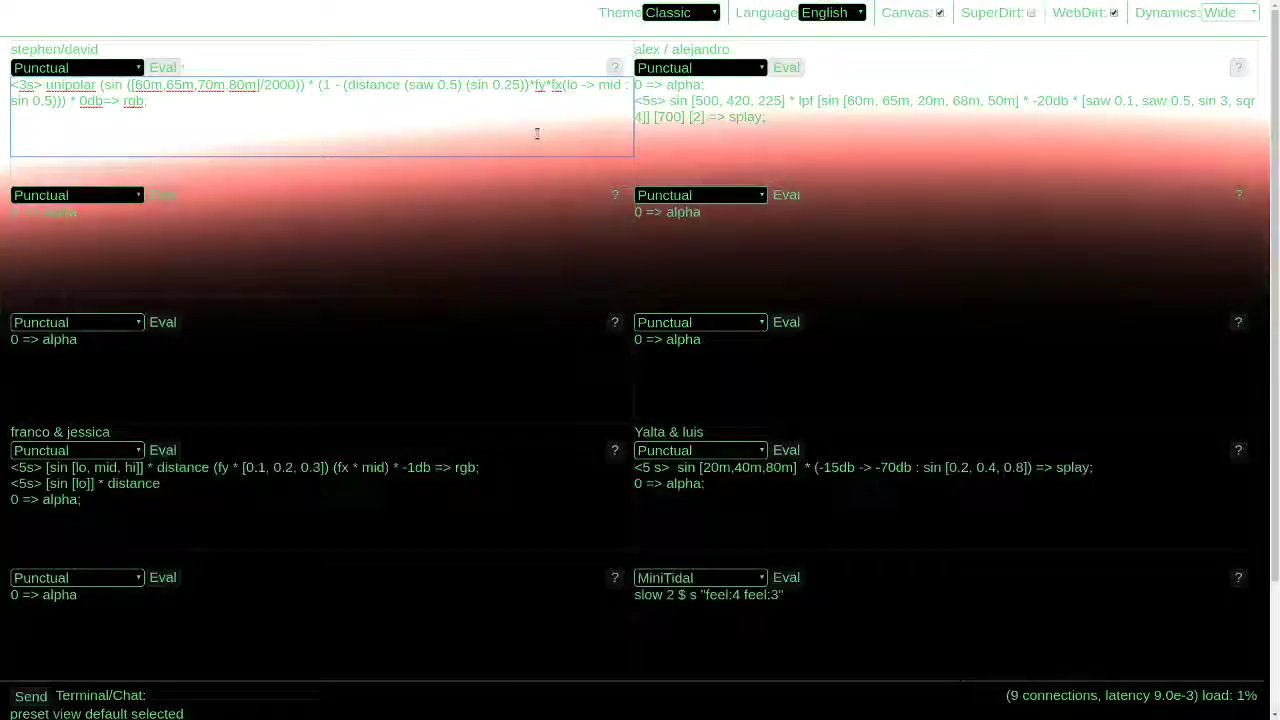 Theme Classic Language English Canvas: SuperDirt: WebDirt: Dynamics: Wide
stephen/david
Punctual Eval ?
<3s> unipolar (sin ([60m,65m,70m,80m]/2000)) * (1 - (distance (saw 0.5) (sin 0.25))*fy*fx(lo -> mid :
sin 0.5))) * 0db=> rgb;
alex / alejandro
Punctual Eval ?
0 => alpha;
<5s> sin [500, 420, 225] * lpf [sin [60m, 65m, 20m, 68m, 50m] * -20db * [saw 0.1, saw 0.5, sin 3, sqr
4]] [700] [2] => splay;
Punctual Eval ?
0 => alpha
Punctual Eval ?
0 => alpha
Punctual Eval ?
0 => alpha
Punctual Eval ?
0 => alpha
franco & jessica
Punctual Eval ?
<5s> [sin [lo, mid, hi]] * distance (fy * [0.1, 0.2, 0.3]) (fx * mid) * -1db => rgb;
<5s> [sin [lo]] * distance
0 => alpha;
Yalta & luis
Punctual Eval ?
<5 s>  sin [20m,40m,80m]  * (-15db -> -70db : sin [0.2, 0.4, 0.8]) => splay;
0 => alpha;
Punctual Eval ?
0 => alpha
MiniTidal Eval ?
slow 2 $ s "feel:4 feel:3"
Send Terminal/Chat: (9 connections, latency 9.0e-3) load: 1%
preset view default selected